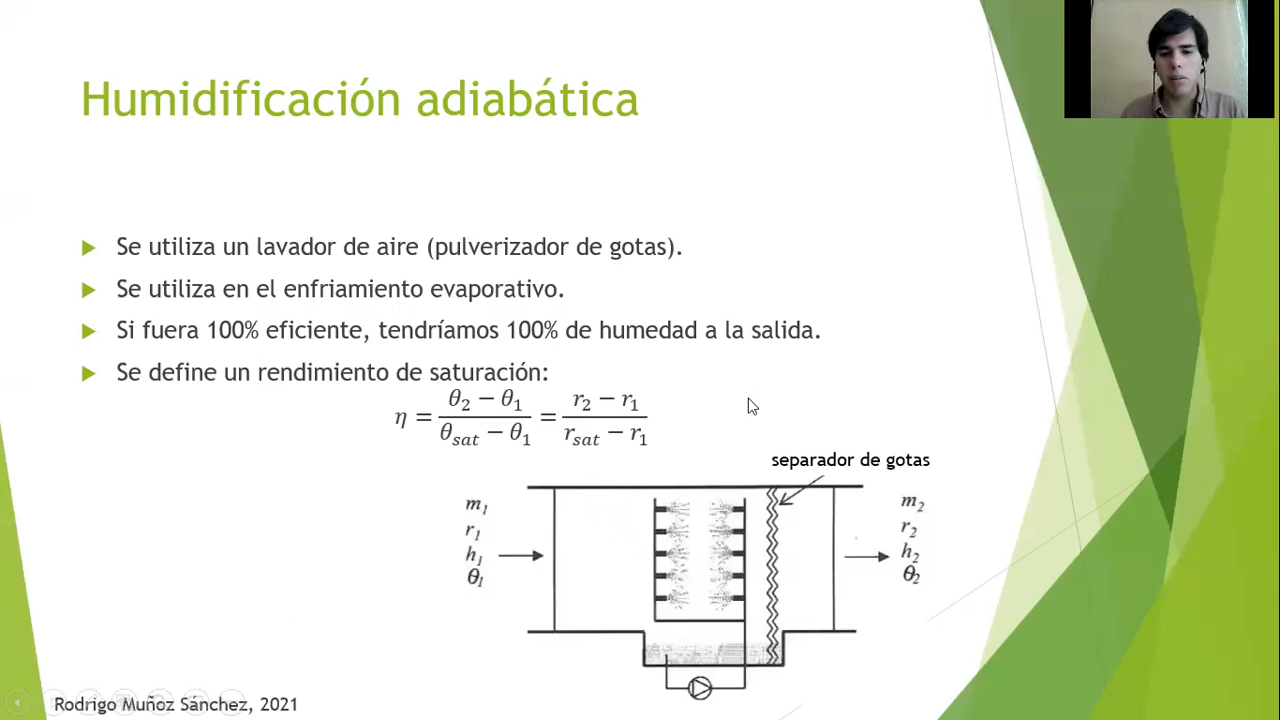 Humidificación adiabática
Se utiliza un lavador de aire (pulverizador de gotas).
Se utiliza en el enfriamiento evaporativo.
Si fuera 100% eficiente, tendríamos 100% de humedad a la salida.
Se define un rendimiento de saturación:
η = (θ₂ − θ₁)/(θ_sat − θ₁) = (r₂ − r₁)/(r_sat − r₁)
separador de gotas
m₁
r₁
h₁
θ₁
m₂
r₂
h₂
θ₂
Rodrigo Muñoz Sánchez, 2021